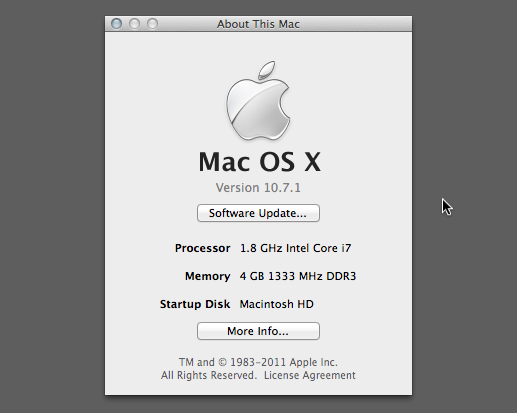 About This Mac
Mac OS X
Version 10.7.1
Software Update...
Processor 1.8 GHz Intel Core i7
Memory 4 GB 1333 MHz DDR3
Startup Disk Macintosh HD
More Info...
TM and © 1983-2011 Apple Inc.
All Rights Reserved. License Agreement